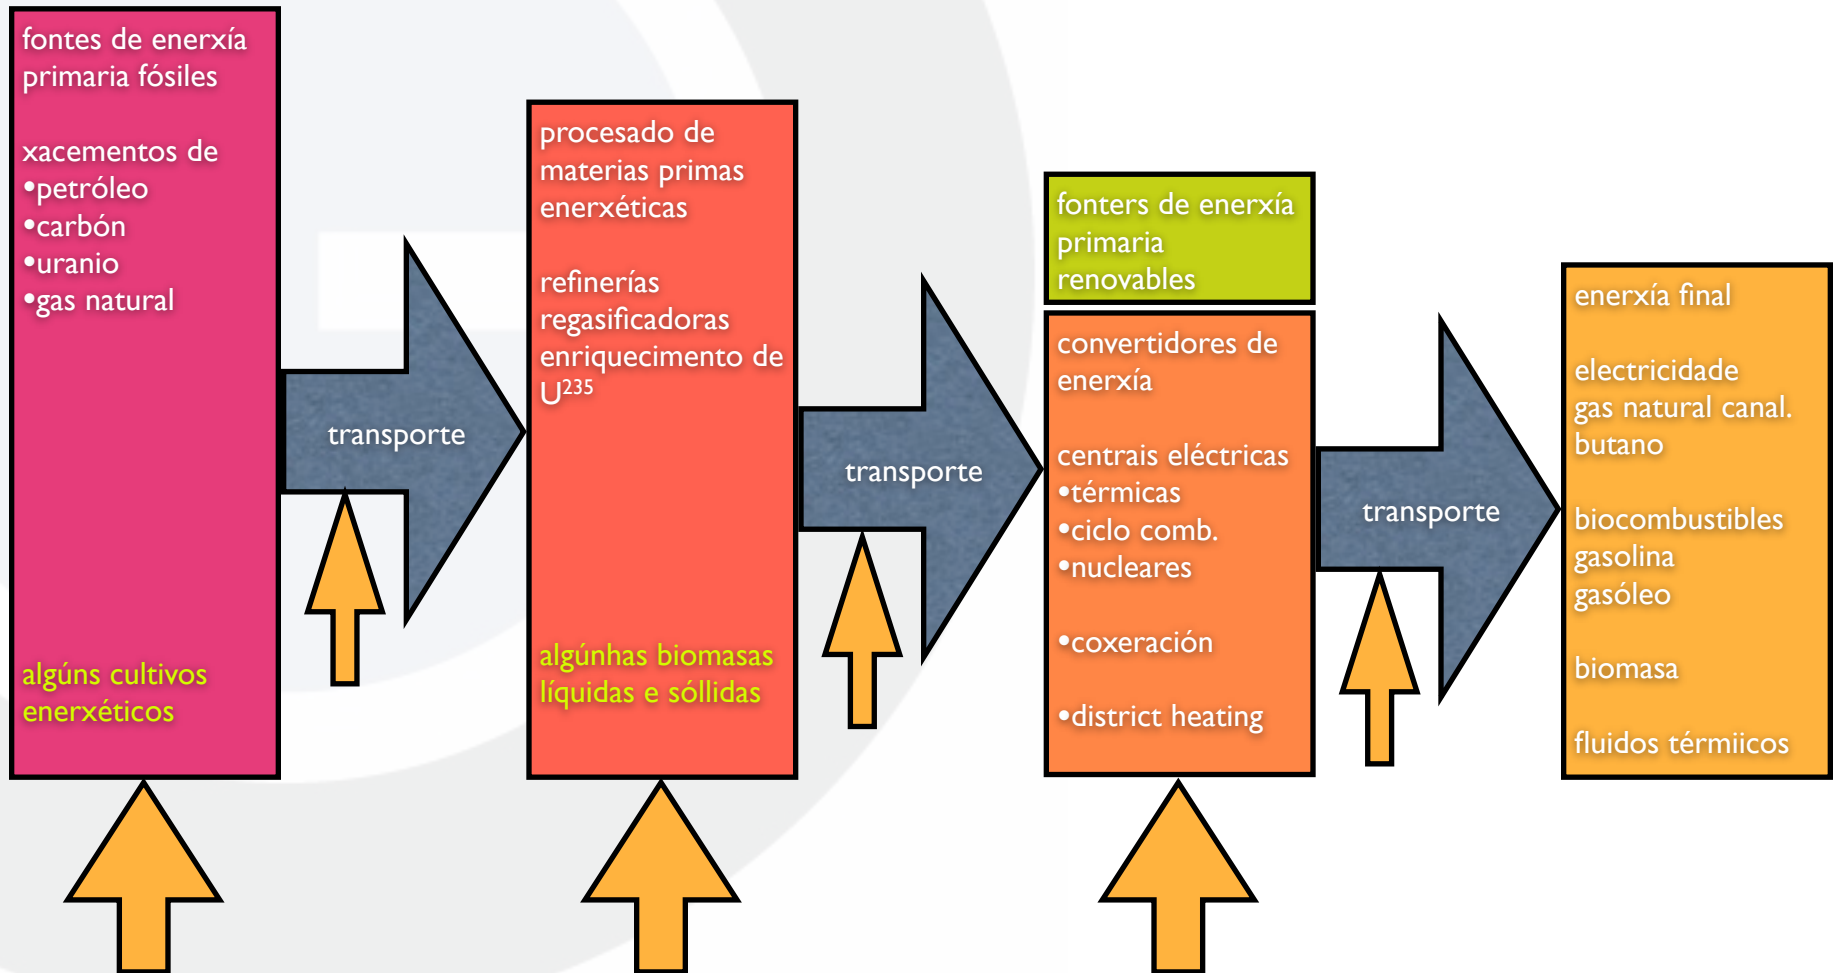 fontes de enerxía
primaria fósiles
xacementos de
•petróleo
•carbón
•uranio
•gas natural
algúns cultivos
enerxéticos
transporte
procesado de
materias primas
enerxéticas
refinerías
regasificadoras
enriquecimento de
U²³⁵
algúnhas biomasas
líquidas e sóllidas
transporte
fonters de enerxía
primaria
renovables
convertidores de
enerxía
centrais eléctricas
•térmicas
•ciclo comb.
•nucleares
•coxeración
•district heating
transporte
enerxía final
electricidade
gas natural canal.
butano
biocombustibles
gasolina
gasóleo
biomasa
fluidos térmiicos